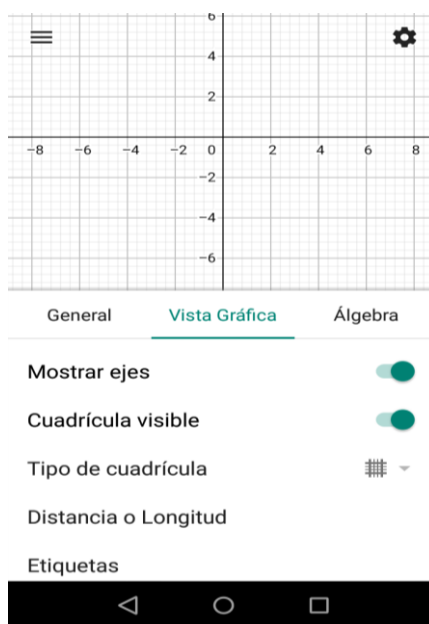 6
4
2
−8 −6 −4 −2 0 2 4 6 8
−2
−4
−6
General Vista Gráfica Álgebra
Mostrar ejes
Cuadrícula visible
Tipo de cuadrícula
Distancia o Longitud
Etiquetas